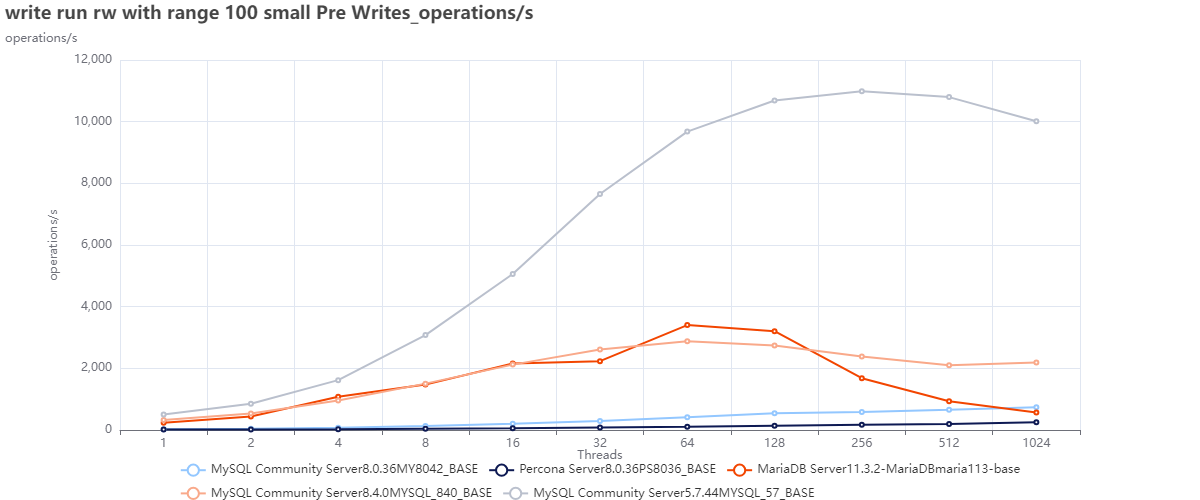 write run rw with range 100 small Pre Writes_operations/s
operations/s
12,000
10,000
8,000
6,000
4,000
2,000
0
operations/s
1 2 4 8 16 32 64 128 256 512 1024
Threads
MySQL Community Server8.0.36MY8042_BASE Percona Server8.0.36PS8036_BASE MariaDB Server11.3.2-MariaDBmaria113-base
MySQL Community Server8.4.0MYSQL_840_BASE MySQL Community Server5.7.44MYSQL_57_BASE